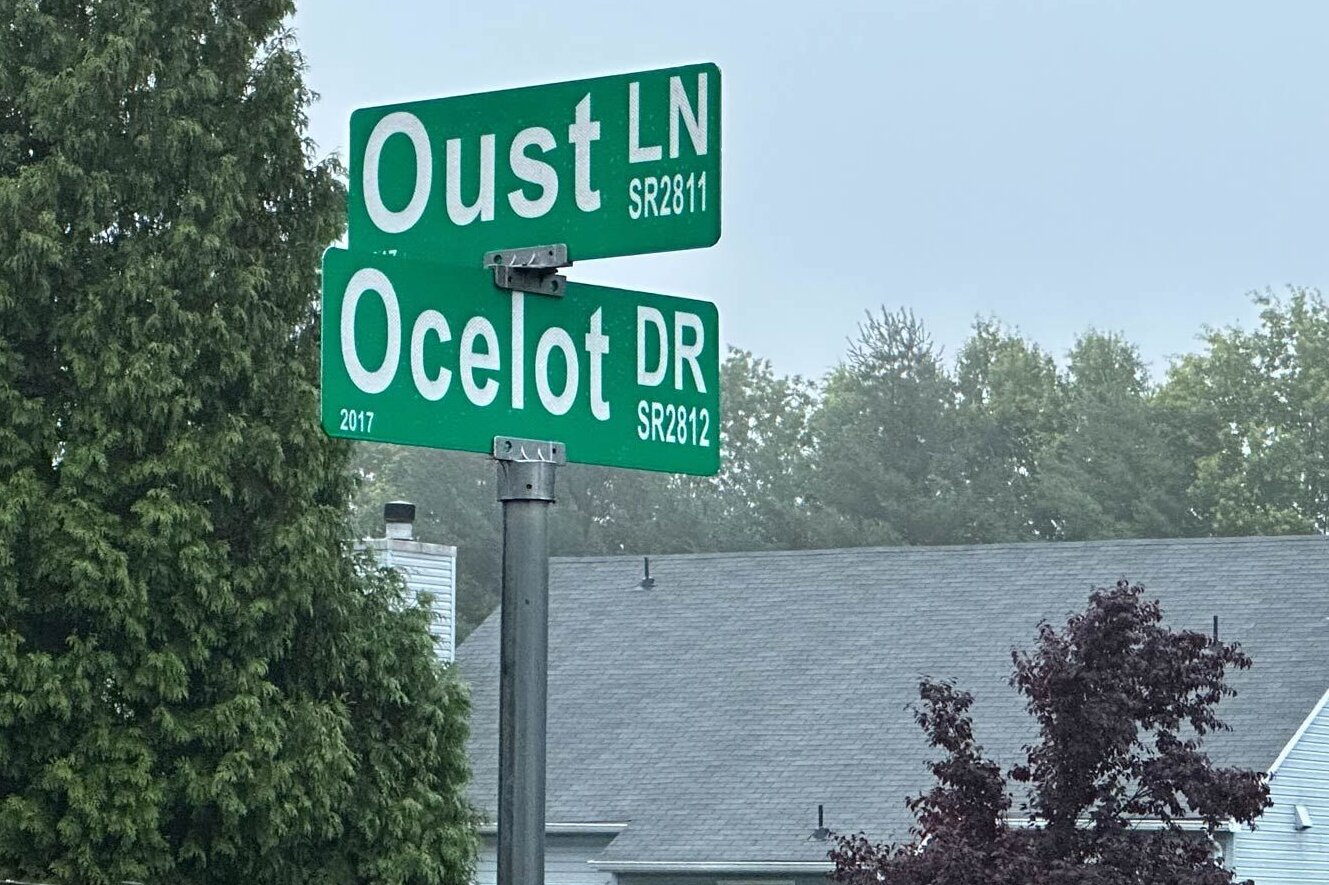 Oust LN
SR2811
Ocelot DR
2017 SR2812